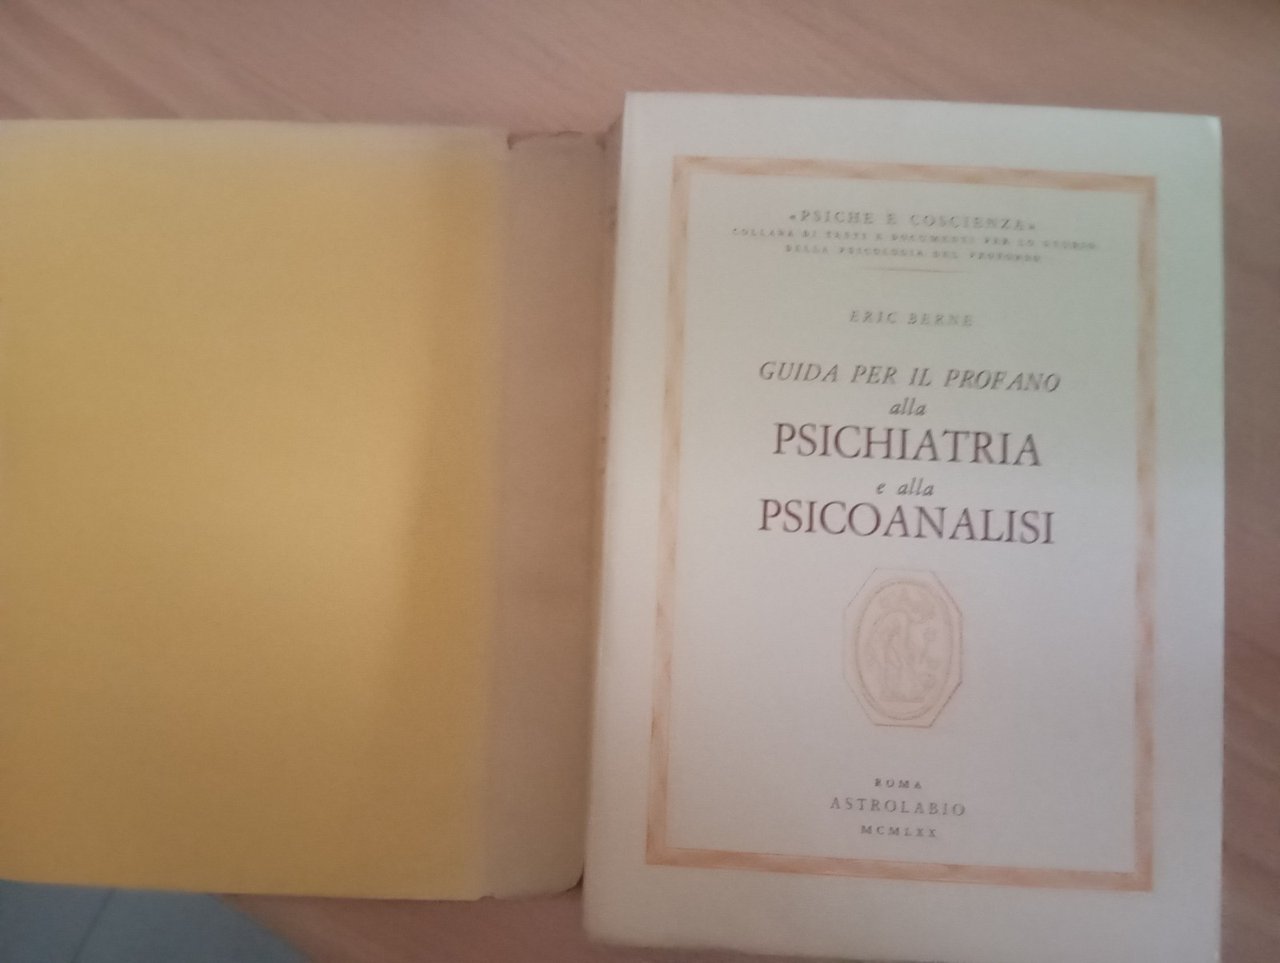 «PSICHE E COSCIENZA»
COLLANA DI TESTI E DOCUMENTI PER LO STUDIO
DELLA PSICOLOGIA DEL PROFONDO
ERIC BERNE
GUIDA PER IL PROFANO
alla
PSICHIATRIA
e alla
PSICOANALISI
ROMA
ASTROLABIO
MCMLXX